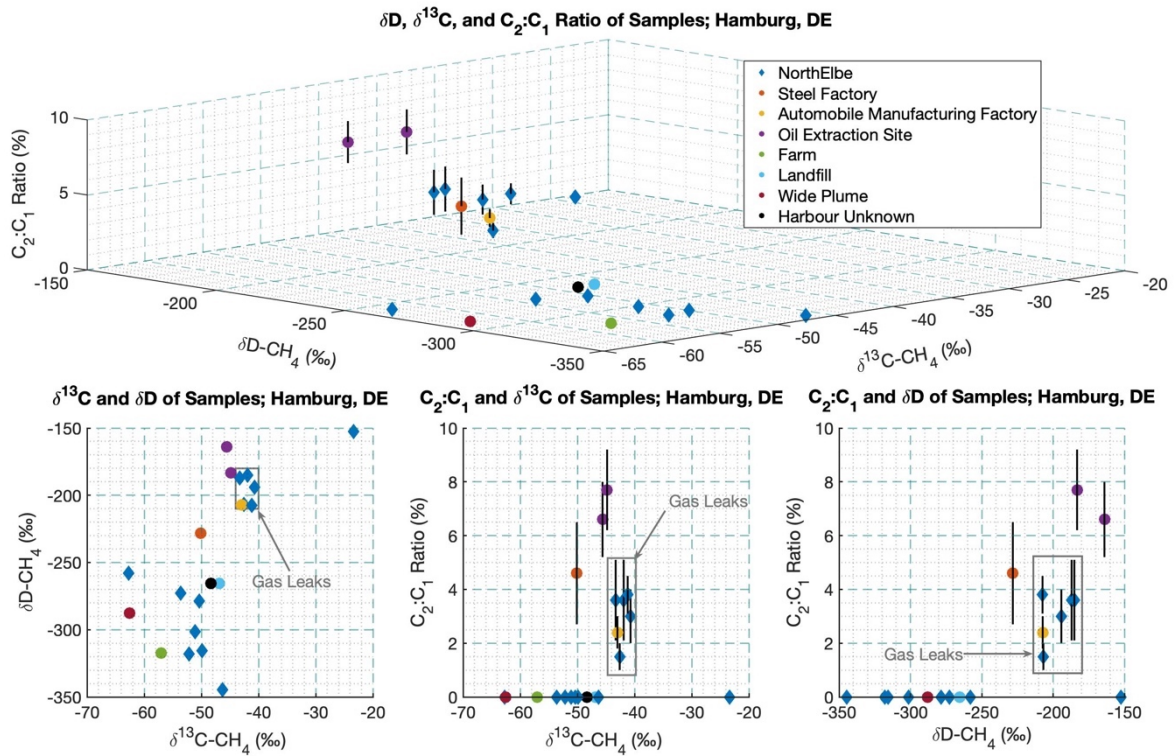 δD, δ¹³C, and C₂:C₁ Ratio of Samples; Hamburg, DE
NorthElbe
Steel Factory
Automobile Manufacturing Factory
Oil Extraction Site
Farm
Landfill
Wide Plume
Harbour Unknown
C₂:C₁ Ratio (%)
10
5
0
-150
-200
-250
-300
-350
δD-CH₄ (‰)
-65
-60
-55
-50
-45
-40
-35
-30
-25
-20
δ¹³C-CH₄ (‰)
δ¹³C and δD of Samples; Hamburg, DE
δD-CH₄ (‰)
-150
-200
-250
-300
-350
Gas Leaks
-70 -60 -50 -40 -30 -20
δ¹³C-CH₄ (‰)
C₂:C₁ and δ¹³C of Samples; Hamburg, DE
C₂:C₁ Ratio (%)
10
8
6
4
2
0
Gas Leaks
-70 -60 -50 -40 -30 -20
δ¹³C-CH₄ (‰)
C₂:C₁ and δD of Samples; Hamburg, DE
C₂:C₁ Ratio (%)
10
8
6
4
2
0
Gas Leaks
-350 -300 -250 -200 -150
δD-CH₄ (‰)